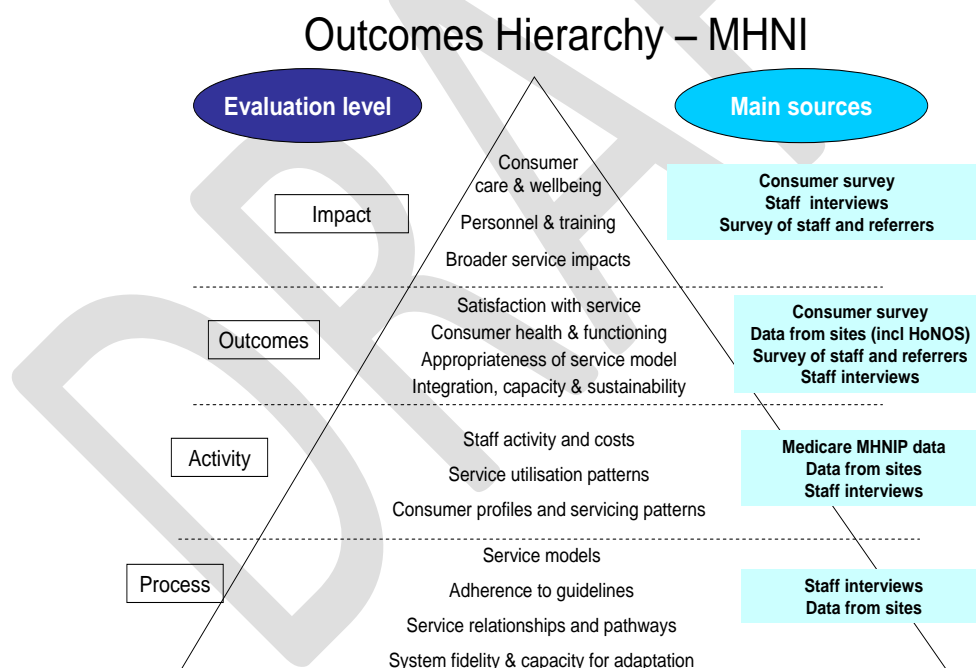 Outcomes Hierarchy – MHNI
Evaluation level
Main sources
Impact
Consumer
care & wellbeing
Personnel & training
Broader service impacts
Consumer survey
Staff interviews
Survey of staff and referrers
Outcomes
Satisfaction with service
Consumer health & functioning
Appropriateness of service model
Integration, capacity & sustainability
Consumer survey
Data from sites (incl HoNOS)
Survey of staff and referrers
Staff interviews
Activity
Staff activity and costs
Service utilisation patterns
Consumer profiles and servicing patterns
Medicare MHNIP data
Data from sites
Staff interviews
Process
Service models
Adherence to guidelines
Service relationships and pathways
System fidelity & capacity for adaptation
Staff interviews
Data from sites
DRA